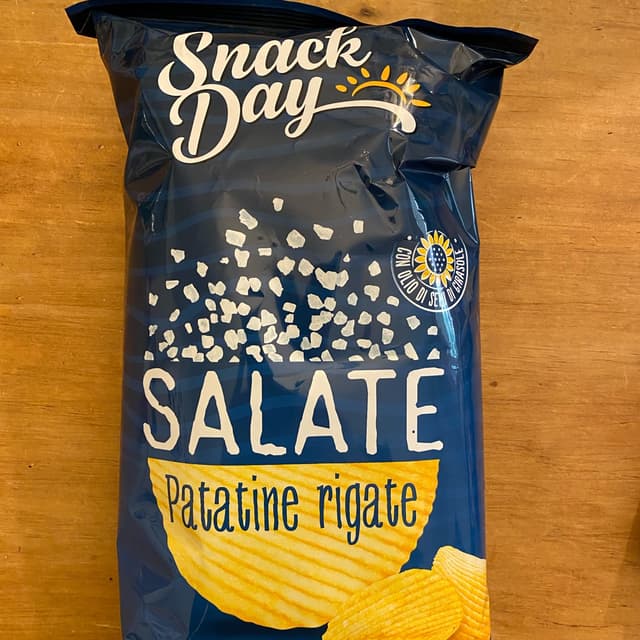 Snack
Day
CON OLIO DI SEMI DI GIRASOLE
SALATE
Patatine rigate